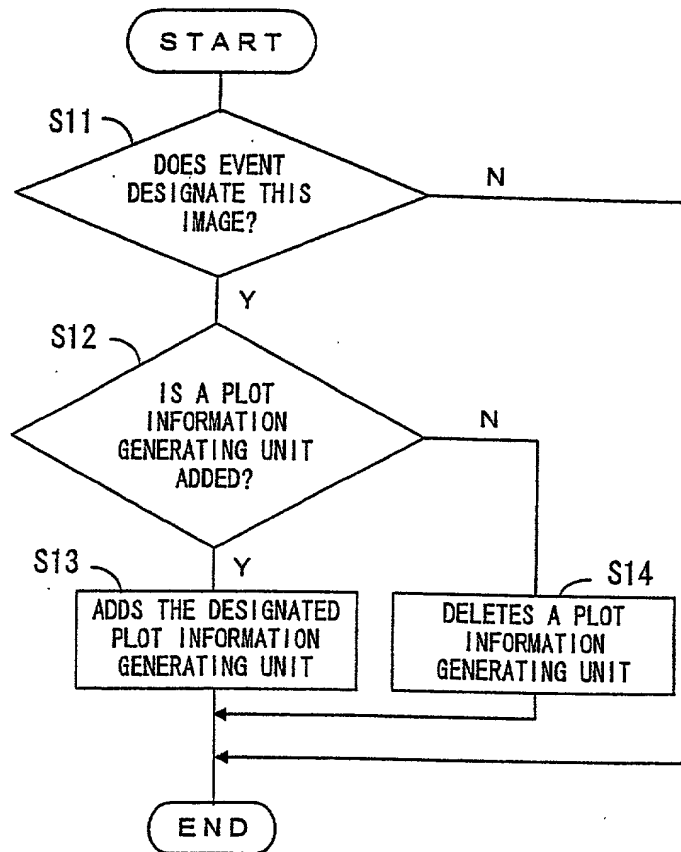 START
S11
DOES EVENT
DESIGNATE THIS
IMAGE?
N
Y
S12
IS A PLOT
INFORMATION
GENERATING UNIT
ADDED?
N
S13
Y
S14
ADDS THE DESIGNATED
PLOT INFORMATION
GENERATING UNIT
DELETES A PLOT
INFORMATION
GENERATING UNIT
END